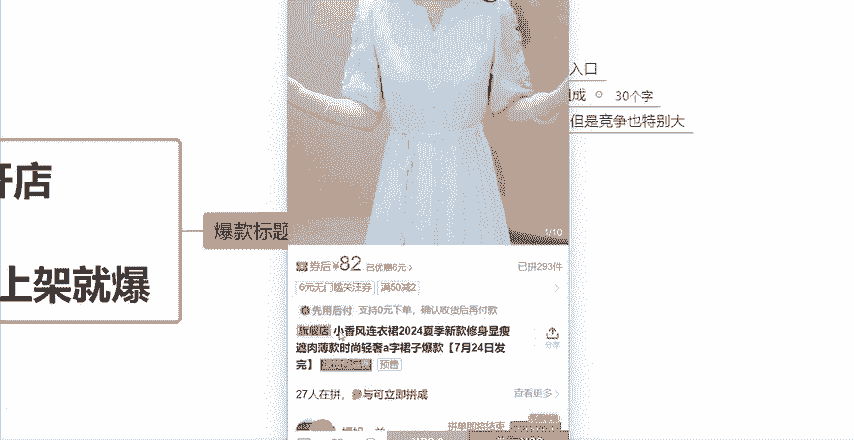 开店
上架就爆
爆款标题
入口
成 ○ 30个字
但是竞争也特别大
1/10
券后¥82 已优惠6元>
已拼293件
6元无门槛关注券 满50减2
先用后付 支持0元下单,确认收货后再付款
旗舰店 小香风连衣裙2024夏季新款修身显瘦
遮肉薄款时尚轻奢a字裙子爆款【7月24日发
完】 预售
分享
27人在拼,参与可立即拼成
查看更多>
拼单即将结束